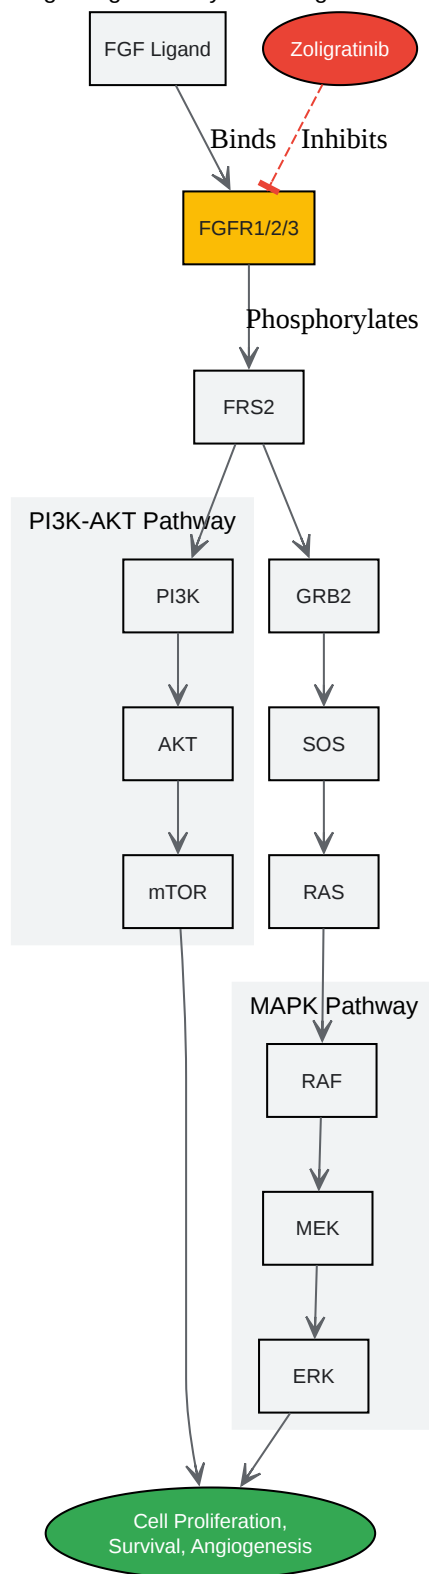 FGF Ligand
Zoligratinib
Binds
Inhibits
FGFR1/2/3
Phosphorylates
FRS2
PI3K-AKT Pathway
PI3K
GRB2
AKT
SOS
mTOR
RAS
MAPK Pathway
RAF
MEK
ERK
Cell Proliferation,
Survival, Angiogenesis